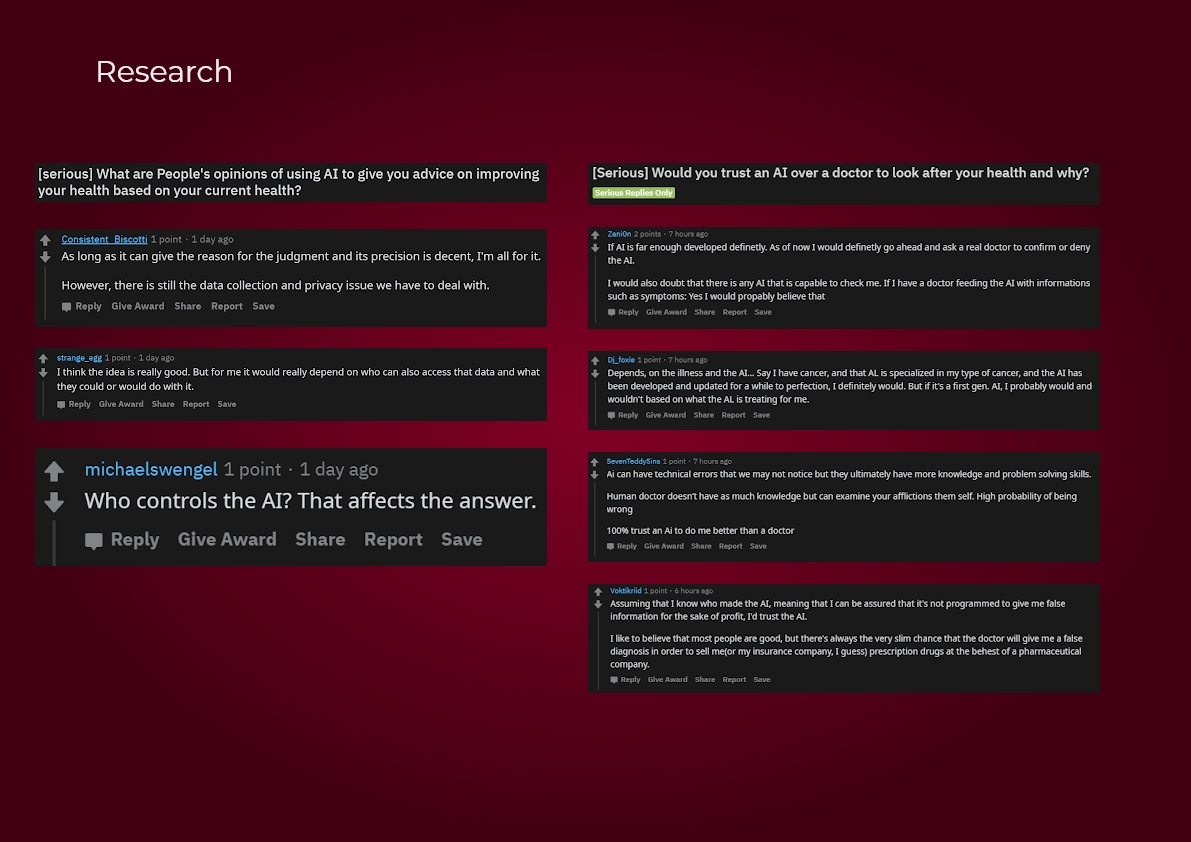 Research
[serious] What are People's opinions of using AI to give you advice on improving
your health based on your current health?
Consistent_Biscotti 1 point · 1 day ago
As long as it can give the reason for the judgment and its precision is decent, I'm all for it.
However, there is still the data collection and privacy issue we have to deal with.
Reply Give Award Share Report Save
strange_egg 1 point · 1 day ago
I think the idea is really good. But for me it would really depend on who can also access that data and what
they could or would do with it.
Reply Give Award Share Report Save
michaelswengel 1 point · 1 day ago
Who controls the AI? That affects the answer.
Reply Give Award Share Report Save
[Serious] Would you trust an AI over a doctor to look after your health and why?
Serious Replies Only
Zani0n 2 points · 7 hours ago
If AI is far enough developed definetly. As of now I would definetly go ahead and ask a real doctor to confirm or deny
the AI.
I would also doubt that there is any AI that is capable to check me. If I have a doctor feeding the AI with informations
such as symptoms: Yes I would propably believe that
Reply Give Award Share Report Save
Dj_foxie 1 point · 7 hours ago
Depends, on the illness and the AI... Say I have cancer, and that AL is specialized in my type of cancer, and the AI has
been developed and updated for a while to perfection, I definitely would. But if it's a first gen. AI, I probably would and
wouldn't based on what the AL is treating for me.
Reply Give Award Share Report Save
SevenTeddySins 1 point · 7 hours ago
Ai can have technical errors that we may not notice but they ultimately have more knowledge and problem solving skills.
Human doctor doesn't have as much knowledge but can examine your afflictions them self. High probability of being
wrong
100% trust an Ai to do me better than a doctor
Reply Give Award Share Report Save
Voktikriid 1 point · 6 hours ago
Assuming that I know who made the AI, meaning that I can be assured that it's not programmed to give me false
information for the sake of profit, I'd trust the AI.
I like to believe that most people are good, but there's always the very slim chance that the doctor will give me a false
diagnosis in order to sell me(or my insurance company, I guess) prescription drugs at the behest of a pharmaceutical
company.
Reply Give Award Share Report Save